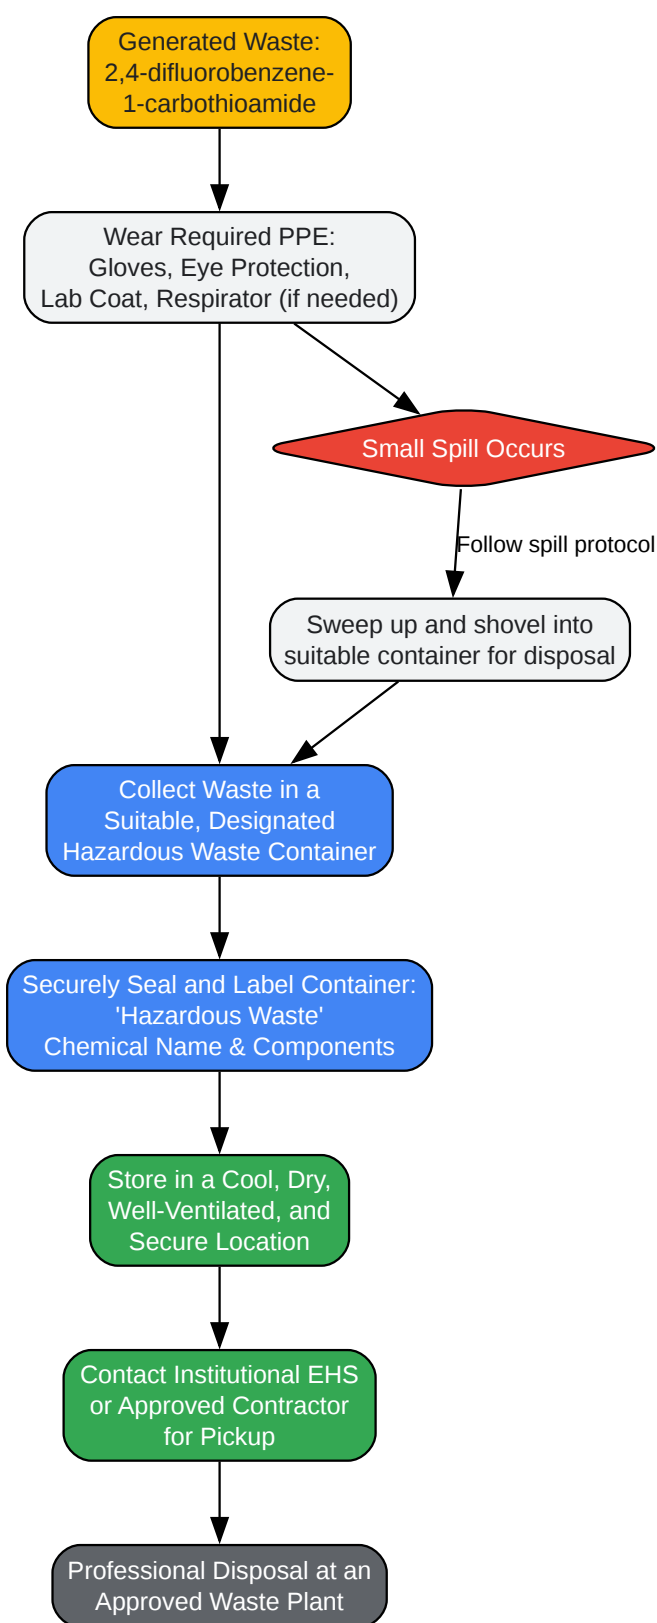 Generated Waste:
2,4-difluorobenzene-
1-carbothioamide
Wear Required PPE:
Gloves, Eye Protection,
Lab Coat, Respirator (if needed)
Small Spill Occurs
Follow spill protocol
Sweep up and shovel into
suitable container for disposal
Collect Waste in a
Suitable, Designated
Hazardous Waste Container
Securely Seal and Label Container:
'Hazardous Waste'
Chemical Name & Components
Store in a Cool, Dry,
Well-Ventilated, and
Secure Location
Contact Institutional EHS
or Approved Contractor
for Pickup
Professional Disposal at an
Approved Waste Plant